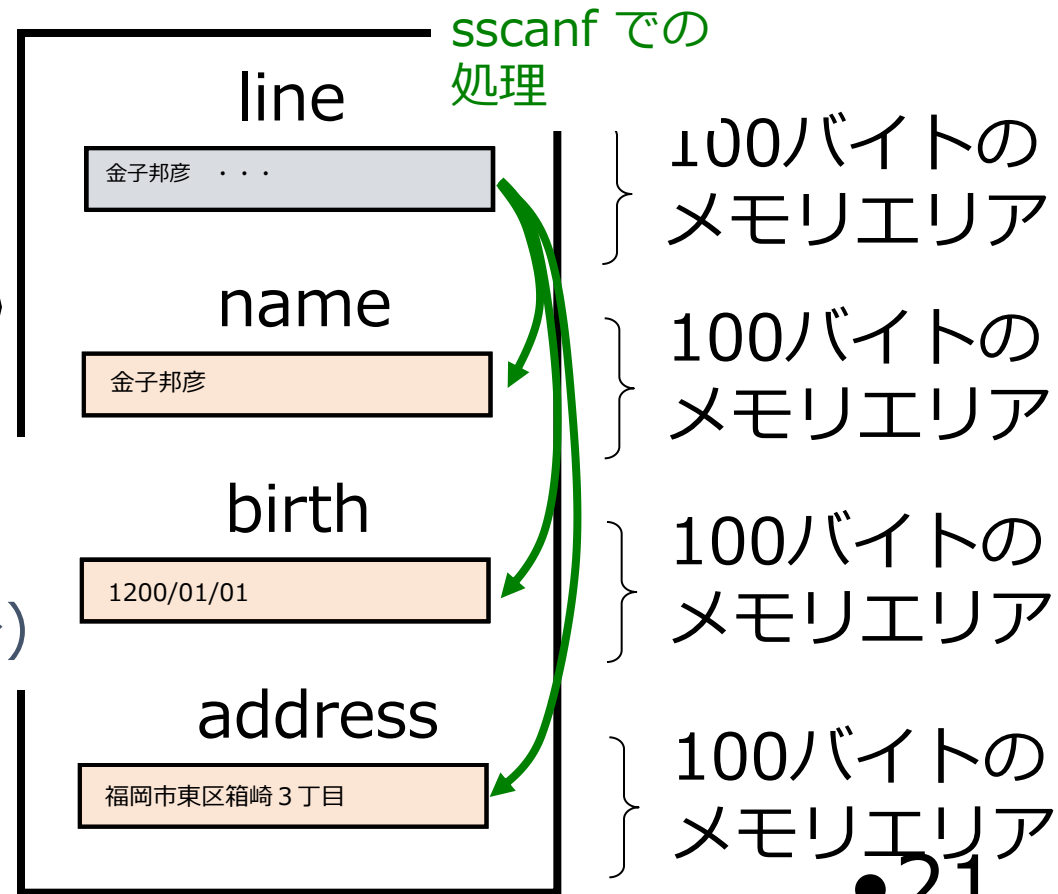 sscanf での
処理
line
100バイトの
メモリエリア
金子邦彦 ・・・
name
100バイトの
メモリエリア
金子邦彦
birth
100バイトの
メモリエリア
1200/01/01
)
address
100バイトの
メモリエリア
福岡市東区箱崎３丁目
•21